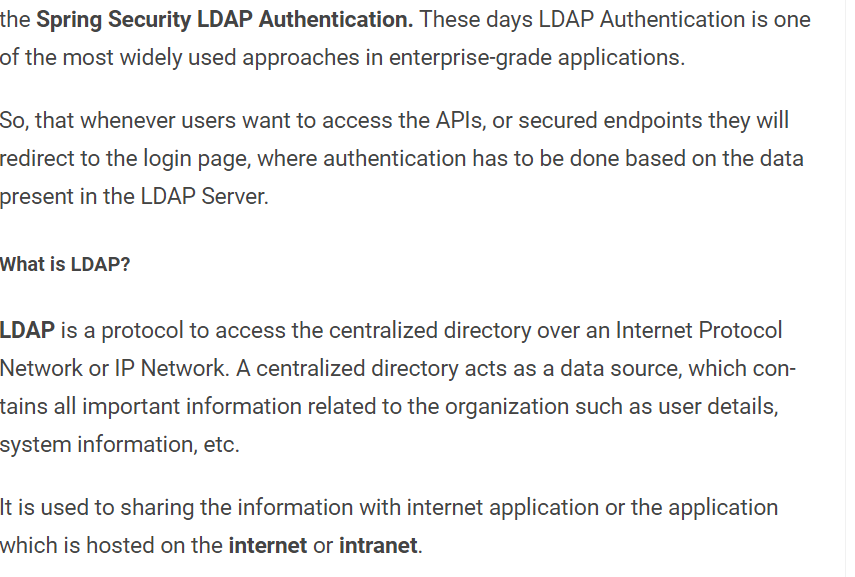 the Spring Security LDAP Authentication. These days LDAP Authentication is one
of the most widely used approaches in enterprise-grade applications.
So, that whenever users want to access the APIs, or secured endpoints they will
redirect to the login page, where authentication has to be done based on the data
present in the LDAP Server.
What is LDAP?
LDAP is a protocol to access the centralized directory over an Internet Protocol
Network or IP Network. A centralized directory acts as a data source, which con-
tains all important information related to the organization such as user details,
system information, etc.
It is used to sharing the information with internet application or the application
which is hosted on the internet or intranet.